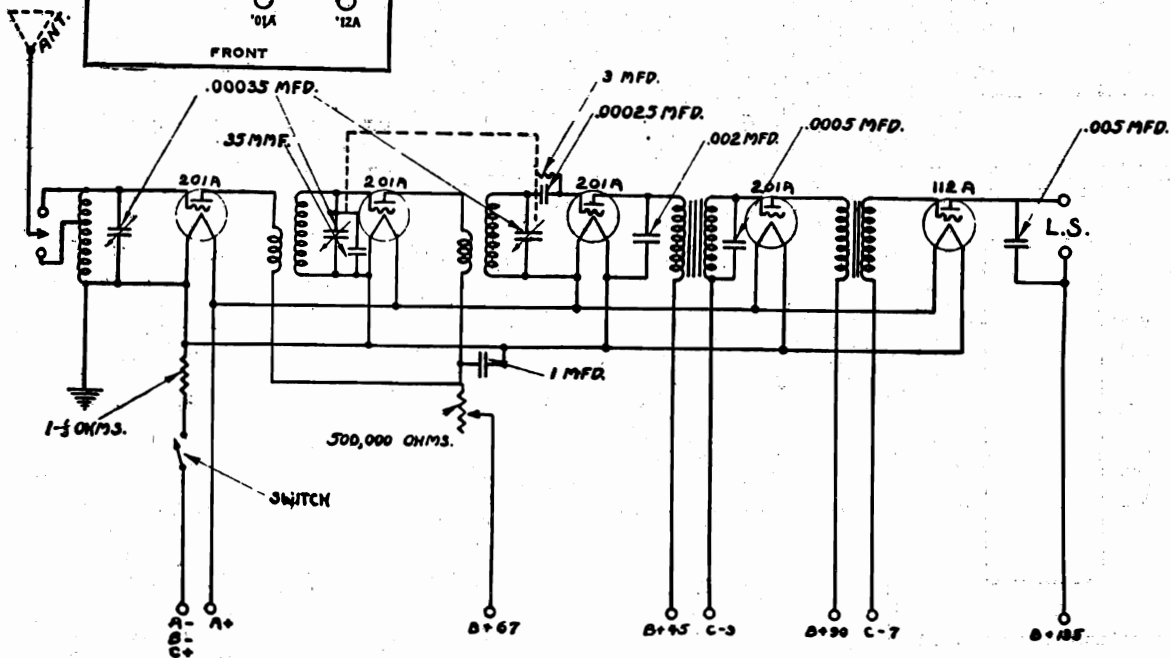 '01A
'12A
FRONT
ANT.
.00035 MFD.
3 MFD.
.00025 MFD.
35 MMF.
.002 MFD.
.0005 MFD.
.005 MFD.
201A
201A
201A
201A
112A
L.S.
1 MFD.
1-½ OHMS.
500,000 OHMS.
SWITCH
A-
B-
C+
A+
B+67
B+45
C-3
B+90
C-7
B+135